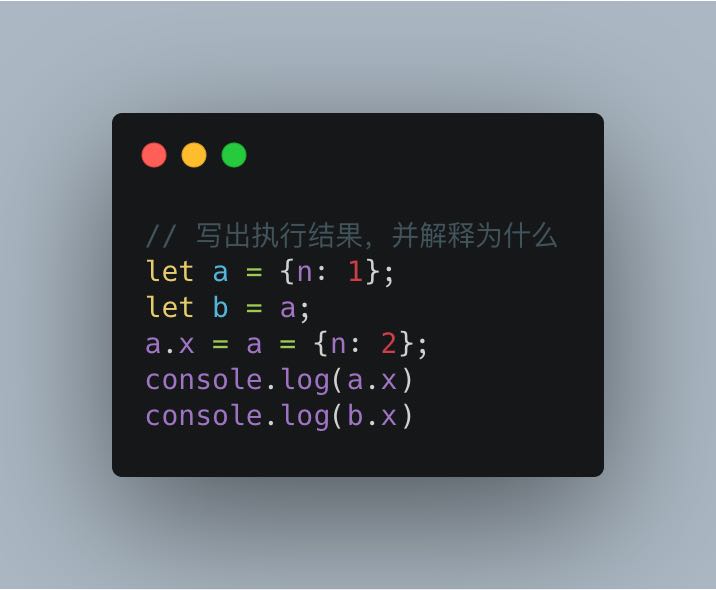 // 写出执行结果，并解释为什么
let a = {n: 1};
let b = a;
a.x = a = {n: 2};
console.log(a.x)
console.log(b.x)